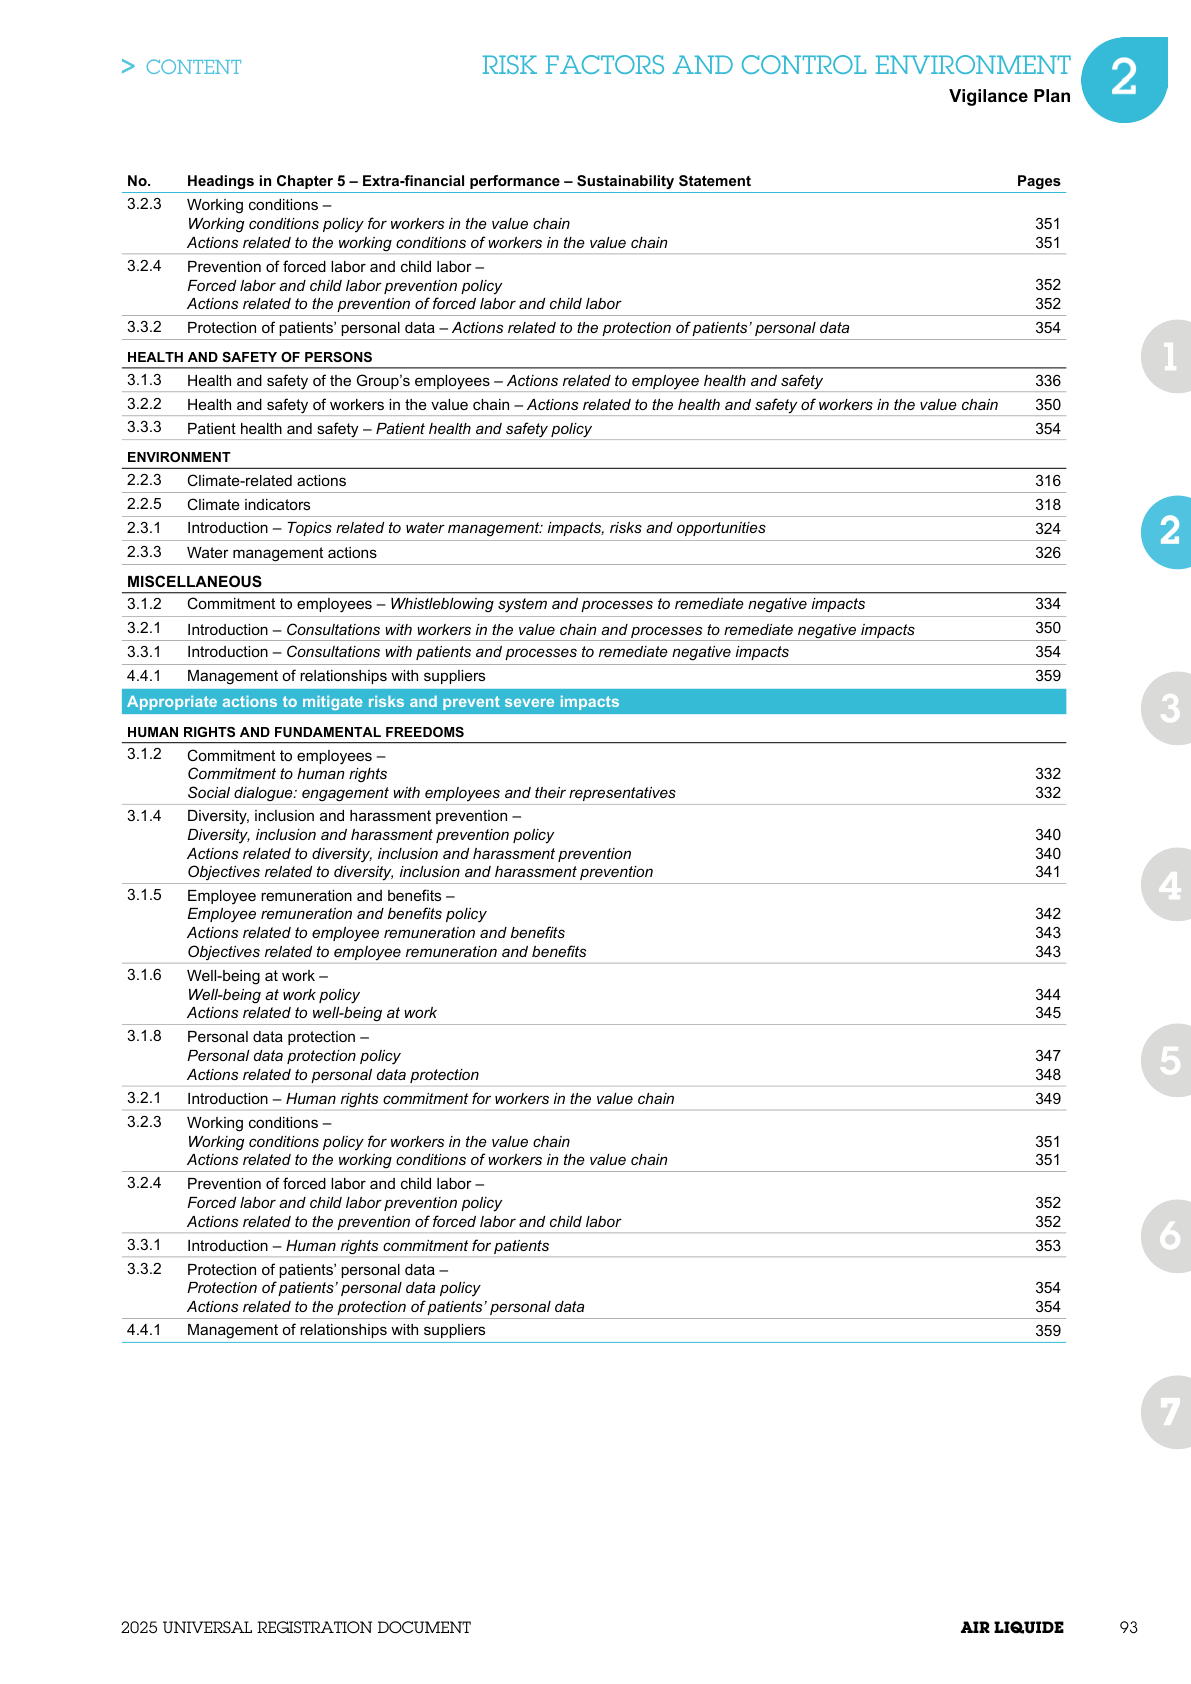 > CONTENT
RISK FACTORS AND CONTROL ENVIRONMENT
2
Vigilance Plan
No. Headings in Chapter 5 – Extra-financial performance – Sustainability Statement Pages
3.2.3 Working conditions –
Working conditions policy for workers in the value chain 351
Actions related to the working conditions of workers in the value chain 351
3.2.4 Prevention of forced labor and child labor –
Forced labor and child labor prevention policy 352
Actions related to the prevention of forced labor and child labor 352
3.3.2 Protection of patients’ personal data – Actions related to the protection of patients’ personal data 354
HEALTH AND SAFETY OF PERSONS
3.1.3 Health and safety of the Group’s employees – Actions related to employee health and safety 336
3.2.2 Health and safety of workers in the value chain – Actions related to the health and safety of workers in the value chain 350
3.3.3 Patient health and safety – Patient health and safety policy 354
ENVIRONMENT
2.2.3 Climate-related actions 316
2.2.5 Climate indicators 318
2.3.1 Introduction – Topics related to water management: impacts, risks and opportunities 324
2.3.3 Water management actions 326
MISCELLANEOUS
3.1.2 Commitment to employees – Whistleblowing system and processes to remediate negative impacts 334
3.2.1 Introduction – Consultations with workers in the value chain and processes to remediate negative impacts 350
3.3.1 Introduction – Consultations with patients and processes to remediate negative impacts 354
4.4.1 Management of relationships with suppliers 359
Appropriate actions to mitigate risks and prevent severe impacts
HUMAN RIGHTS AND FUNDAMENTAL FREEDOMS
3.1.2 Commitment to employees –
Commitment to human rights 332
Social dialogue: engagement with employees and their representatives 332
3.1.4 Diversity, inclusion and harassment prevention –
Diversity, inclusion and harassment prevention policy 340
Actions related to diversity, inclusion and harassment prevention 340
Objectives related to diversity, inclusion and harassment prevention 341
3.1.5 Employee remuneration and benefits –
Employee remuneration and benefits policy 342
Actions related to employee remuneration and benefits 343
Objectives related to employee remuneration and benefits 343
3.1.6 Well-being at work –
Well-being at work policy 344
Actions related to well-being at work 345
3.1.8 Personal data protection –
Personal data protection policy 347
Actions related to personal data protection 348
3.2.1 Introduction – Human rights commitment for workers in the value chain 349
3.2.3 Working conditions –
Working conditions policy for workers in the value chain 351
Actions related to the working conditions of workers in the value chain 351
3.2.4 Prevention of forced labor and child labor –
Forced labor and child labor prevention policy 352
Actions related to the prevention of forced labor and child labor 352
3.3.1 Introduction – Human rights commitment for patients 353
3.3.2 Protection of patients’ personal data –
Protection of patients’ personal data policy 354
Actions related to the protection of patients’ personal data 354
4.4.1 Management of relationships with suppliers 359
1
2
3
4
5
6
7
2025 UNIVERSAL REGISTRATION DOCUMENT
AIR LIQUIDE 93